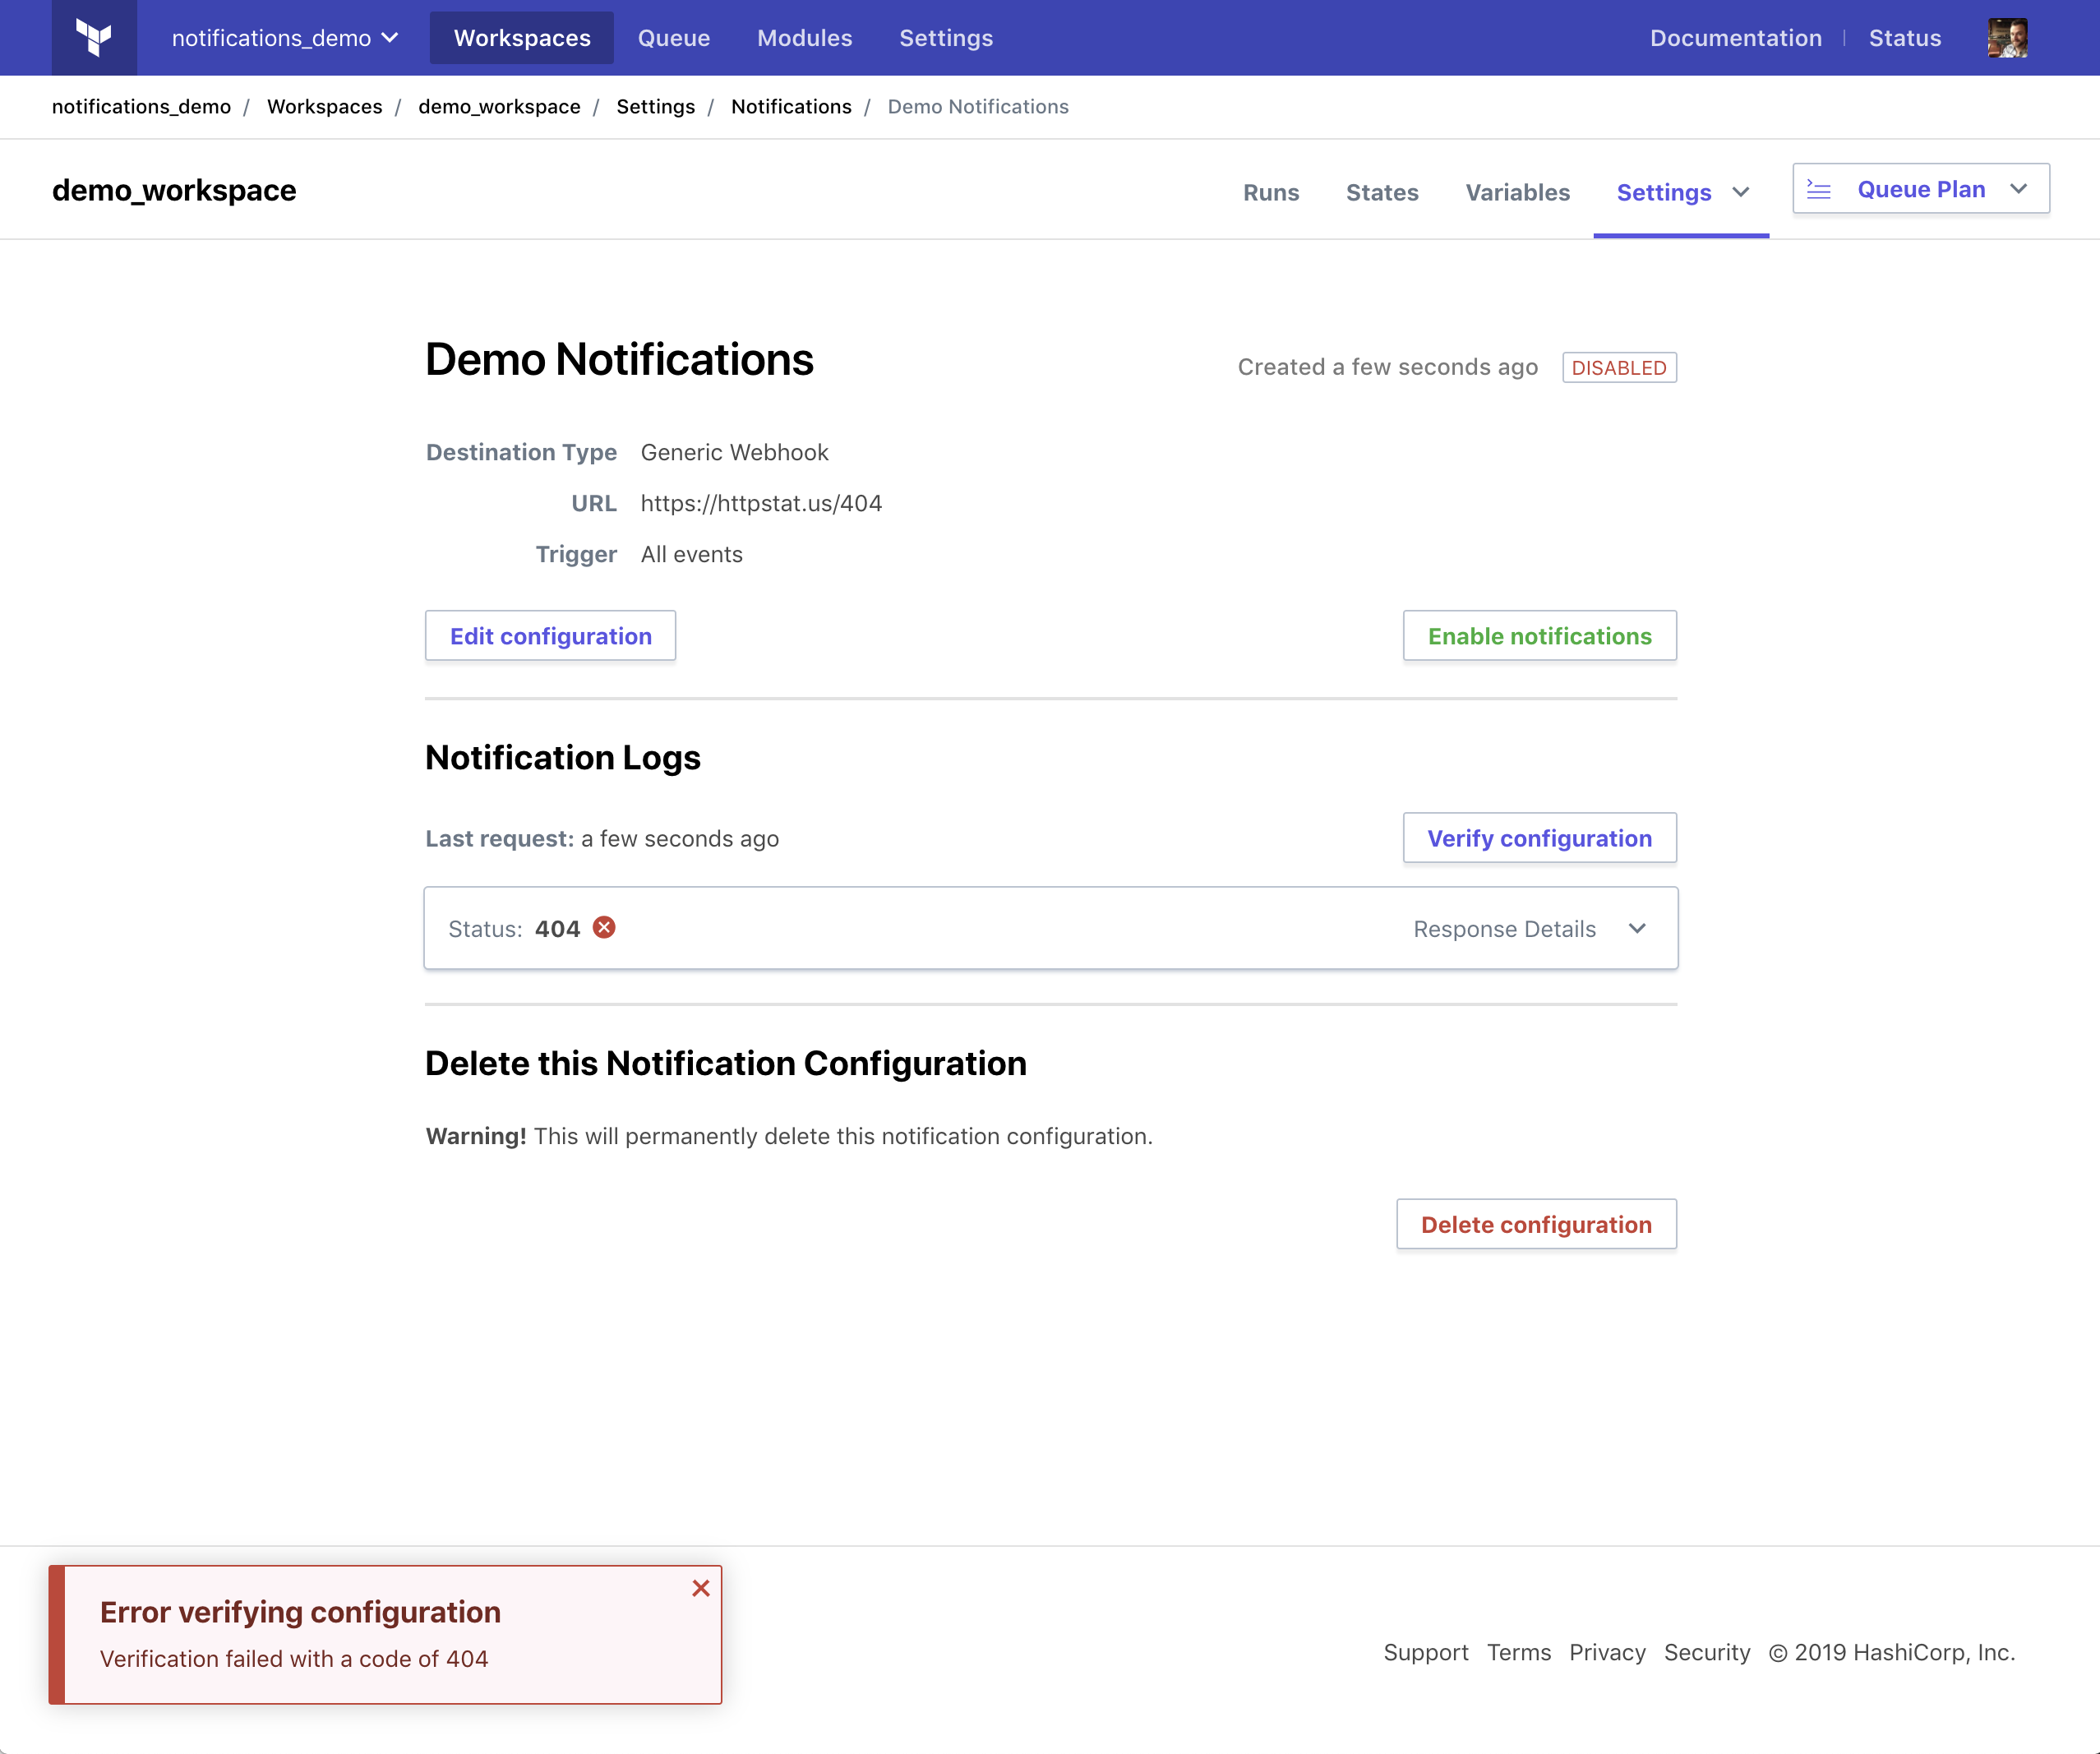 notifications_demo Workspaces Queue Modules Settings Documentation Status
notifications_demo / Workspaces / demo_workspace / Settings / Notifications / Demo Notifications
demo_workspace Runs States Variables Settings Queue Plan
Demo Notifications Created a few seconds ago DISABLED
Destination Type Generic Webhook
URL https://httpstat.us/404
Trigger All events
Edit configuration Enable notifications
Notification Logs
Last request: a few seconds ago Verify configuration
Status: 404 Response Details
Delete this Notification Configuration
Warning! This will permanently delete this notification configuration.
Delete configuration
Error verifying configuration
Verification failed with a code of 404
Support Terms Privacy Security © 2019 HashiCorp, Inc.